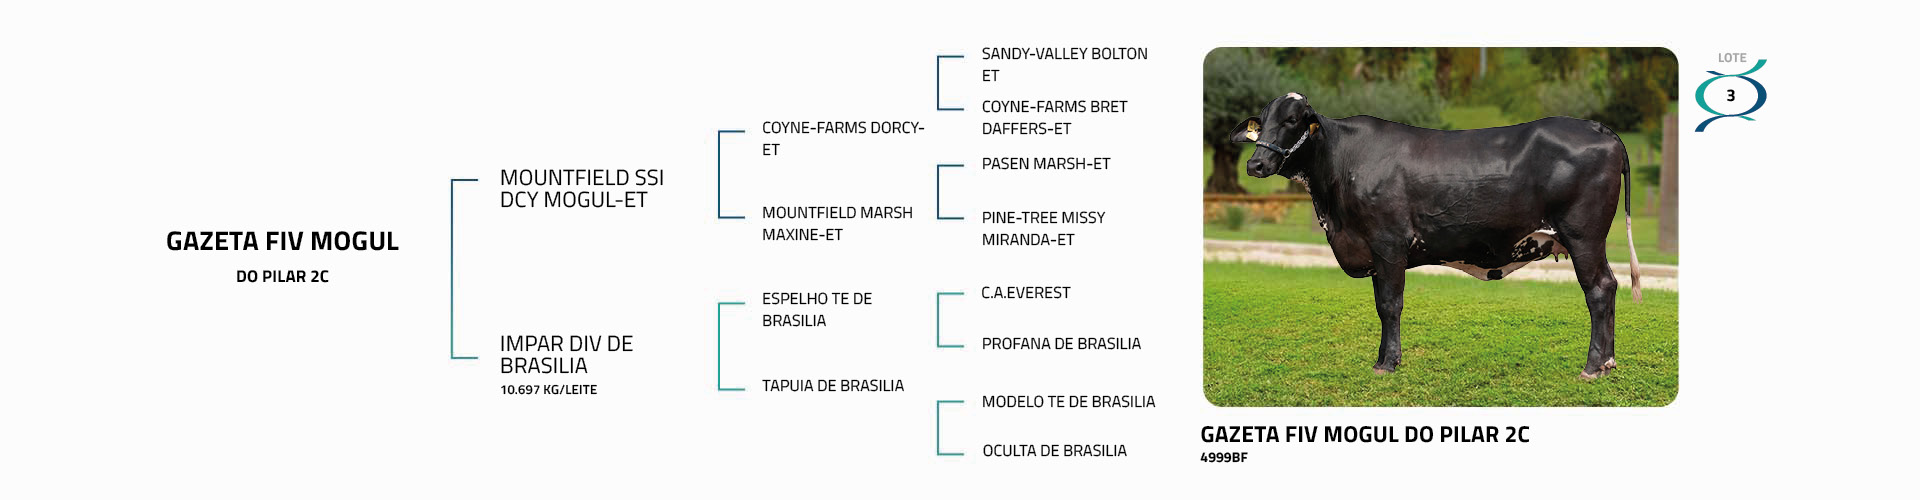 GAZETA FIV MOGUL
DO PILAR 2C
MOUNTFIELD SSI
DCY MOGUL-ET
IMPAR DIV DE
BRASILIA
10.697 KG/LEITE
COYNE-FARMS DORCY-
ET
MOUNTFIELD MARSH
MAXINE-ET
ESPELHO TE DE
BRASILIA
TAPUIA DE BRASILIA
SANDY-VALLEY BOLTON
ET
COYNE-FARMS BRET
DAFFERS-ET
PASEN MARSH-ET
PINE-TREE MISSY
MIRANDA-ET
C.A.EVEREST
PROFANA DE BRASILIA
MODELO TE DE BRASILIA
OCULTA DE BRASILIA
LOTE
3
GAZETA FIV MOGUL DO PILAR 2C
4999BF